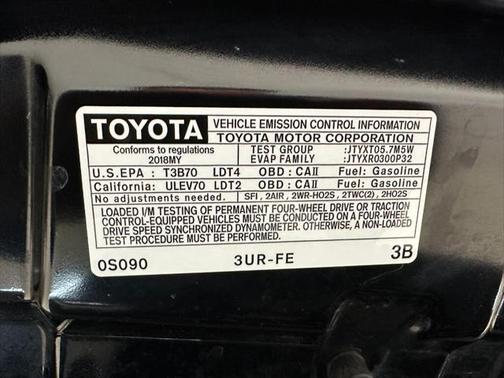 TOYOTA
VEHICLE EMISSION CONTROL INFORMATION
TOYOTA MOTOR CORPORATION
Conforms to regulations
2018MY
TEST GROUP :JTYXT05.7M5W
EVAP FAMILY :JTYXR0300P32
U.S.EPA : T3B70 LDT4 OBD : CAII Fuel: Gasoline
California: ULEV70 LDT2 OBD : CAII Fuel: Gasoline
No adjustments needed. SFI , 2AIR , 2WR-HO2S , 2TWC(2) , 2HO2S
LOADED I/M TESTING OF PERMANENT FOUR-WHEEL DRIVE OR TRACTION
CONTROL-EQUIPPED VEHICLES MUST BE CONDUCTED ON A FOUR-WHEEL
DRIVE SPEED SYNCHRONIZED DYNAMOMETER. OTHERWISE, A NON-LOADED
TEST PROCEDURE MUST BE PERFORMED.
0S090 3UR-FE 3B